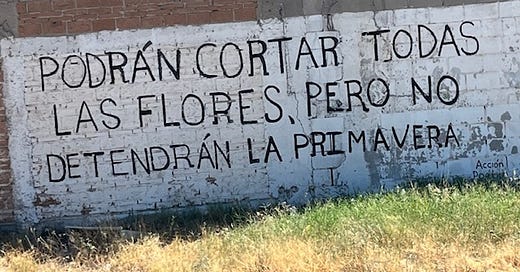 PODRÁN CORTAR TODAS
LAS FLORES, PERO NO
DETENDRÁN LA PRIMAVERA
Acción